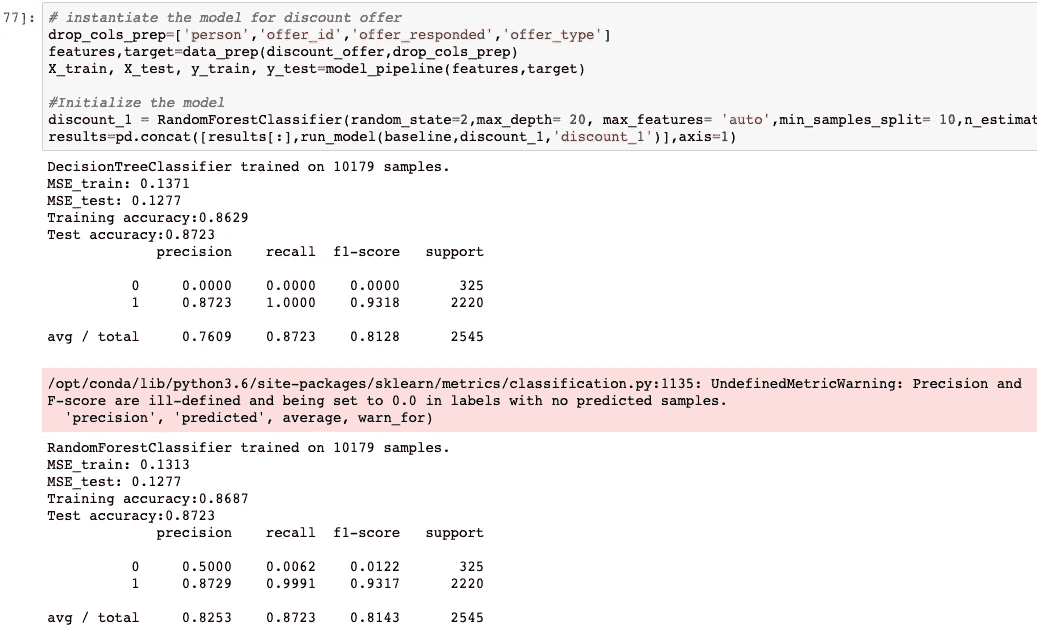 77]: # instantiate the model for discount offer
drop_cols_prep=['person','offer_id','offer_responded','offer_type']
features,target=data_prep(discount_offer,drop_cols_prep)
X_train, X_test, y_train, y_test=model_pipeline(features,target)
#Initialize the model
discount_1 = RandomForestClassifier(random_state=2,max_depth= 20, max_features= 'auto',min_samples_split= 10,n_estimat
results=pd.concat([results[:],run_model(baseline,discount_1,'discount_1')],axis=1)
DecisionTreeClassifier trained on 10179 samples.
MSE_train: 0.1371
MSE_test: 0.1277
Training accuracy:0.8629
Test accuracy:0.8723
precision recall f1-score support
0 0.0000 0.0000 0.0000 325
1 0.8723 1.0000 0.9318 2220
avg / total 0.7609 0.8723 0.8128 2545
/opt/conda/lib/python3.6/site-packages/sklearn/metrics/classification.py:1135: UndefinedMetricWarning: Precision and
F-score are ill-defined and being set to 0.0 in labels with no predicted samples.
'precision', 'predicted', average, warn_for)
RandomForestClassifier trained on 10179 samples.
MSE_train: 0.1313
MSE_test: 0.1277
Training accuracy:0.8687
Test accuracy:0.8723
precision recall f1-score support
0 0.5000 0.0062 0.0122 325
1 0.8729 0.9991 0.9317 2220
avg / total 0.8253 0.8723 0.8143 2545